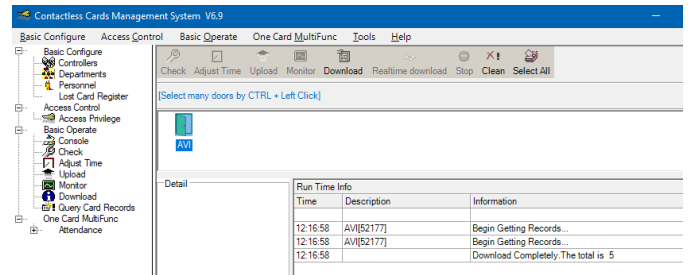 Contactless Cards Management System V6.9
Basic Configure Access Control Basic Operate One Card MultiFunc Tools Help
Basic Configure
Controllers
Departments
Personnel
Lost Card Register
Access Control
Access Privilege
Basic Operate
Console
Check
Adjust Time
Upload
Monitor
Download
Query Card Records
One Card MultiFunc
Attendance
Check Adjust Time Upload Monitor Download Realtime download Stop Clean Select All
[Select many doors by CTRL + Left Click]
AVI
Detail
Run Time Info
Time Description Information
12:16:58 AVI[52177] Begin Getting Records...
12:16:58 AVI[52177] Begin Getting Records...
12:16:58 Download Completely.The total is 5